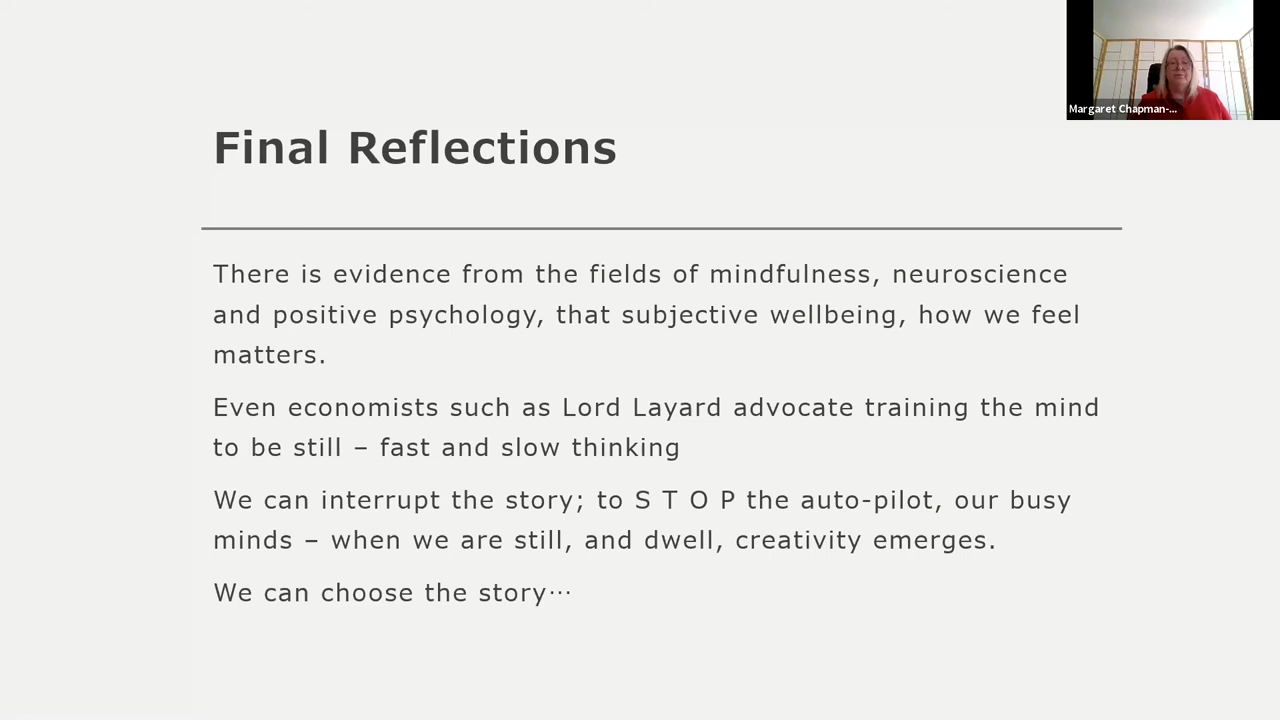 Margaret Chapman-...
Final Reflections
There is evidence from the fields of mindfulness, neuroscience
and positive psychology, that subjective wellbeing, how we feel
matters.
Even economists such as Lord Layard advocate training the mind
to be still – fast and slow thinking
We can interrupt the story; to S T O P the auto-pilot, our busy
minds – when we are still, and dwell, creativity emerges.
We can choose the story…